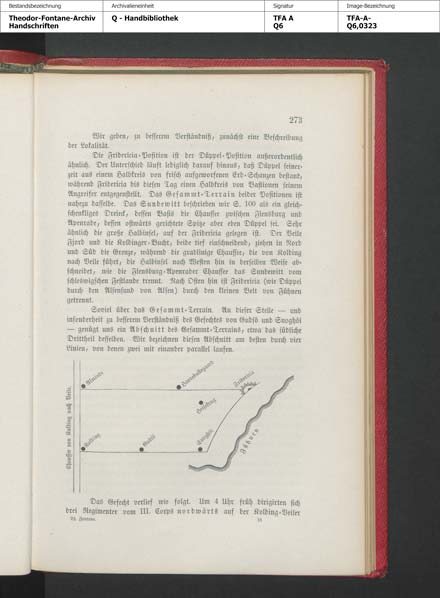 Bestandsbezeichnung
Archivalieneinheit
Signatur
Image-Bezeichnung
Theodor-Fontane-Archiv
Handschriften
Q - Handbibliothek
TFA A
Q6
TFA-A-
Q6,0323
273
Wir geben, zu besserem Verständniß, zunächst eine Beschreibung
der Lokalität.
Die Fridericia-Position ist der Düppel-Position außerordentlich
ähnlich. Der Unterschied läuft lediglich darauf hinaus, daß Düppel seiner-
zeit aus einem Halbkreis von frisch aufgeworfenen Erd-Schanzen bestand,
während Fridericia bis diesen Tag einen Halbkreis von Bastionen seinem
Angreifer entgegenstellt. Das Gesammt-Terrain beider Positionen ist
nahezu dasselbe. Das Sundewitt beschrieben wir S. 100 als ein gleich-
schenkliges Dreieck, dessen Basis die Chaussee zwischen Flensburg und
Apenrade, dessen ostwärts gerichtete Spitze aber eben Düppel sei. Sehr
ähnlich die große Halbinsel, auf der Fridericia gelegen ist. Der Veile
Fjord und die Koldinger-Bucht, beide tief einschneidend, ziehen in Nord
und Süd die Grenze, während die gradlinige Chaussee, die von Kolding
nach Veile führt, die Halbinsel nach Westen hin in derselben Weise ab-
schneidet, wie die Flensburg-Apenrader Chaussee das Sundewitt vom
schleswigschen Festlande trennt. Nach Osten hin ist Fridericia (wie Düppel
durch den Alsensund von Alsen) durch den kleinen Belt von Fühnen
getrennt.
Soviel über das Gesammt-Terrain. An dieser Stelle — und
insonderheit zu besserem Verständniß des Gefechtes von Gudsö und Snoghöi
— genügt uns ein Abschnitt des Gesammt-Terrains, etwa das südliche
Dritttheil desselben. Wir bezeichnen diesen Abschnitt am besten durch vier
Linien, von denen zwei mit einander parallel laufen.
Chaussee von Kolding nach Veile.
Almind
Fridericia
Kolding
Gudsö
Snoghöi
Fühnen
Das Gefecht verlief wie folgt. Um 4 Uhr früh dirigirten sich
drei Regimenter vom III. Corps nordwärts auf der Kolding-Veiler
Th. Fontane.
18